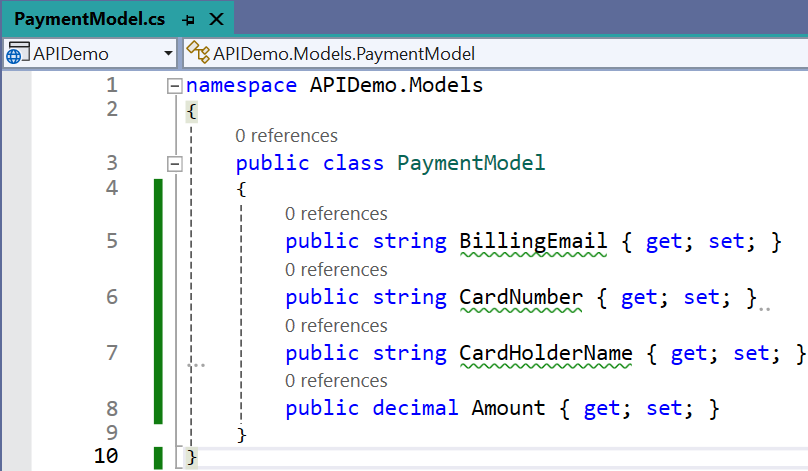 PaymentModel.cs
APIDemo APIDemo.Models.PaymentModel
1 namespace APIDemo.Models
2 {
0 references
3 public class PaymentModel
4 {
0 references
5 public string BillingEmail { get; set; }
0 references
6 public string CardNumber { get; set; }
0 references
7 public string CardHolderName { get; set; }
0 references
8 public decimal Amount { get; set; }
9 }
10 }